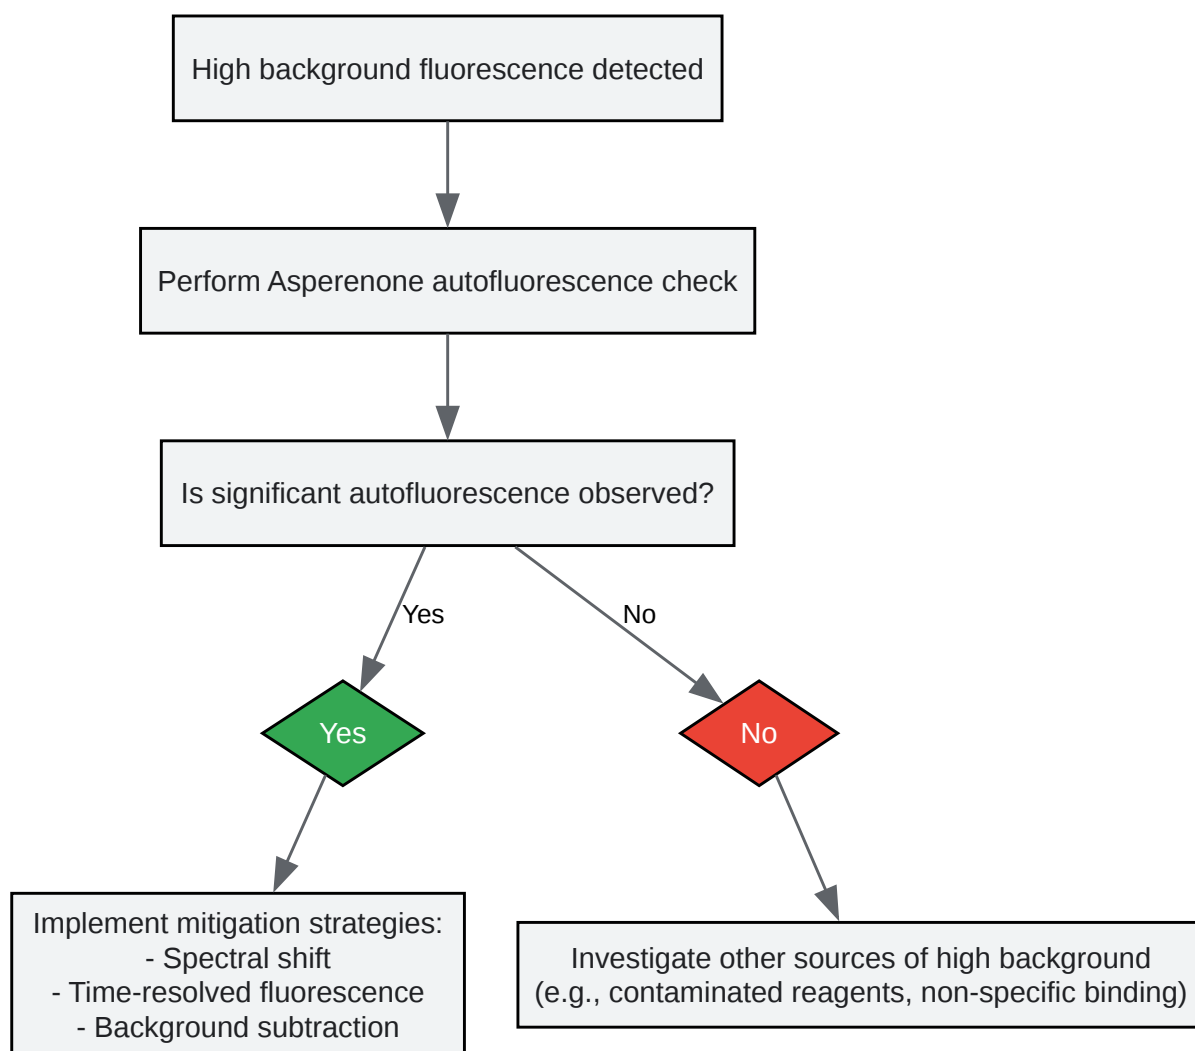 High background fluorescence detected
Perform Asperenone autofluorescence check
Is significant autofluorescence observed?
Yes
No
Yes
No
Implement mitigation strategies:
- Spectral shift
- Time-resolved fluorescence
- Background subtraction
Investigate other sources of high background
(e.g., contaminated reagents, non-specific binding)